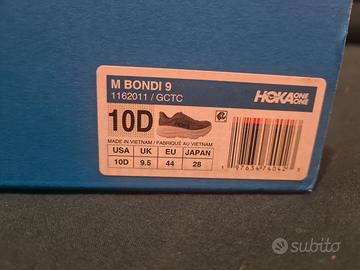 M BONDI 9
1162011 / GCTC
HOKA ONE ONE
10D
MADE IN VIETNAM / FABRIQUÉ AU VIETNAM
USA UK EU JAPAN
10D 9.5 44 28
subito